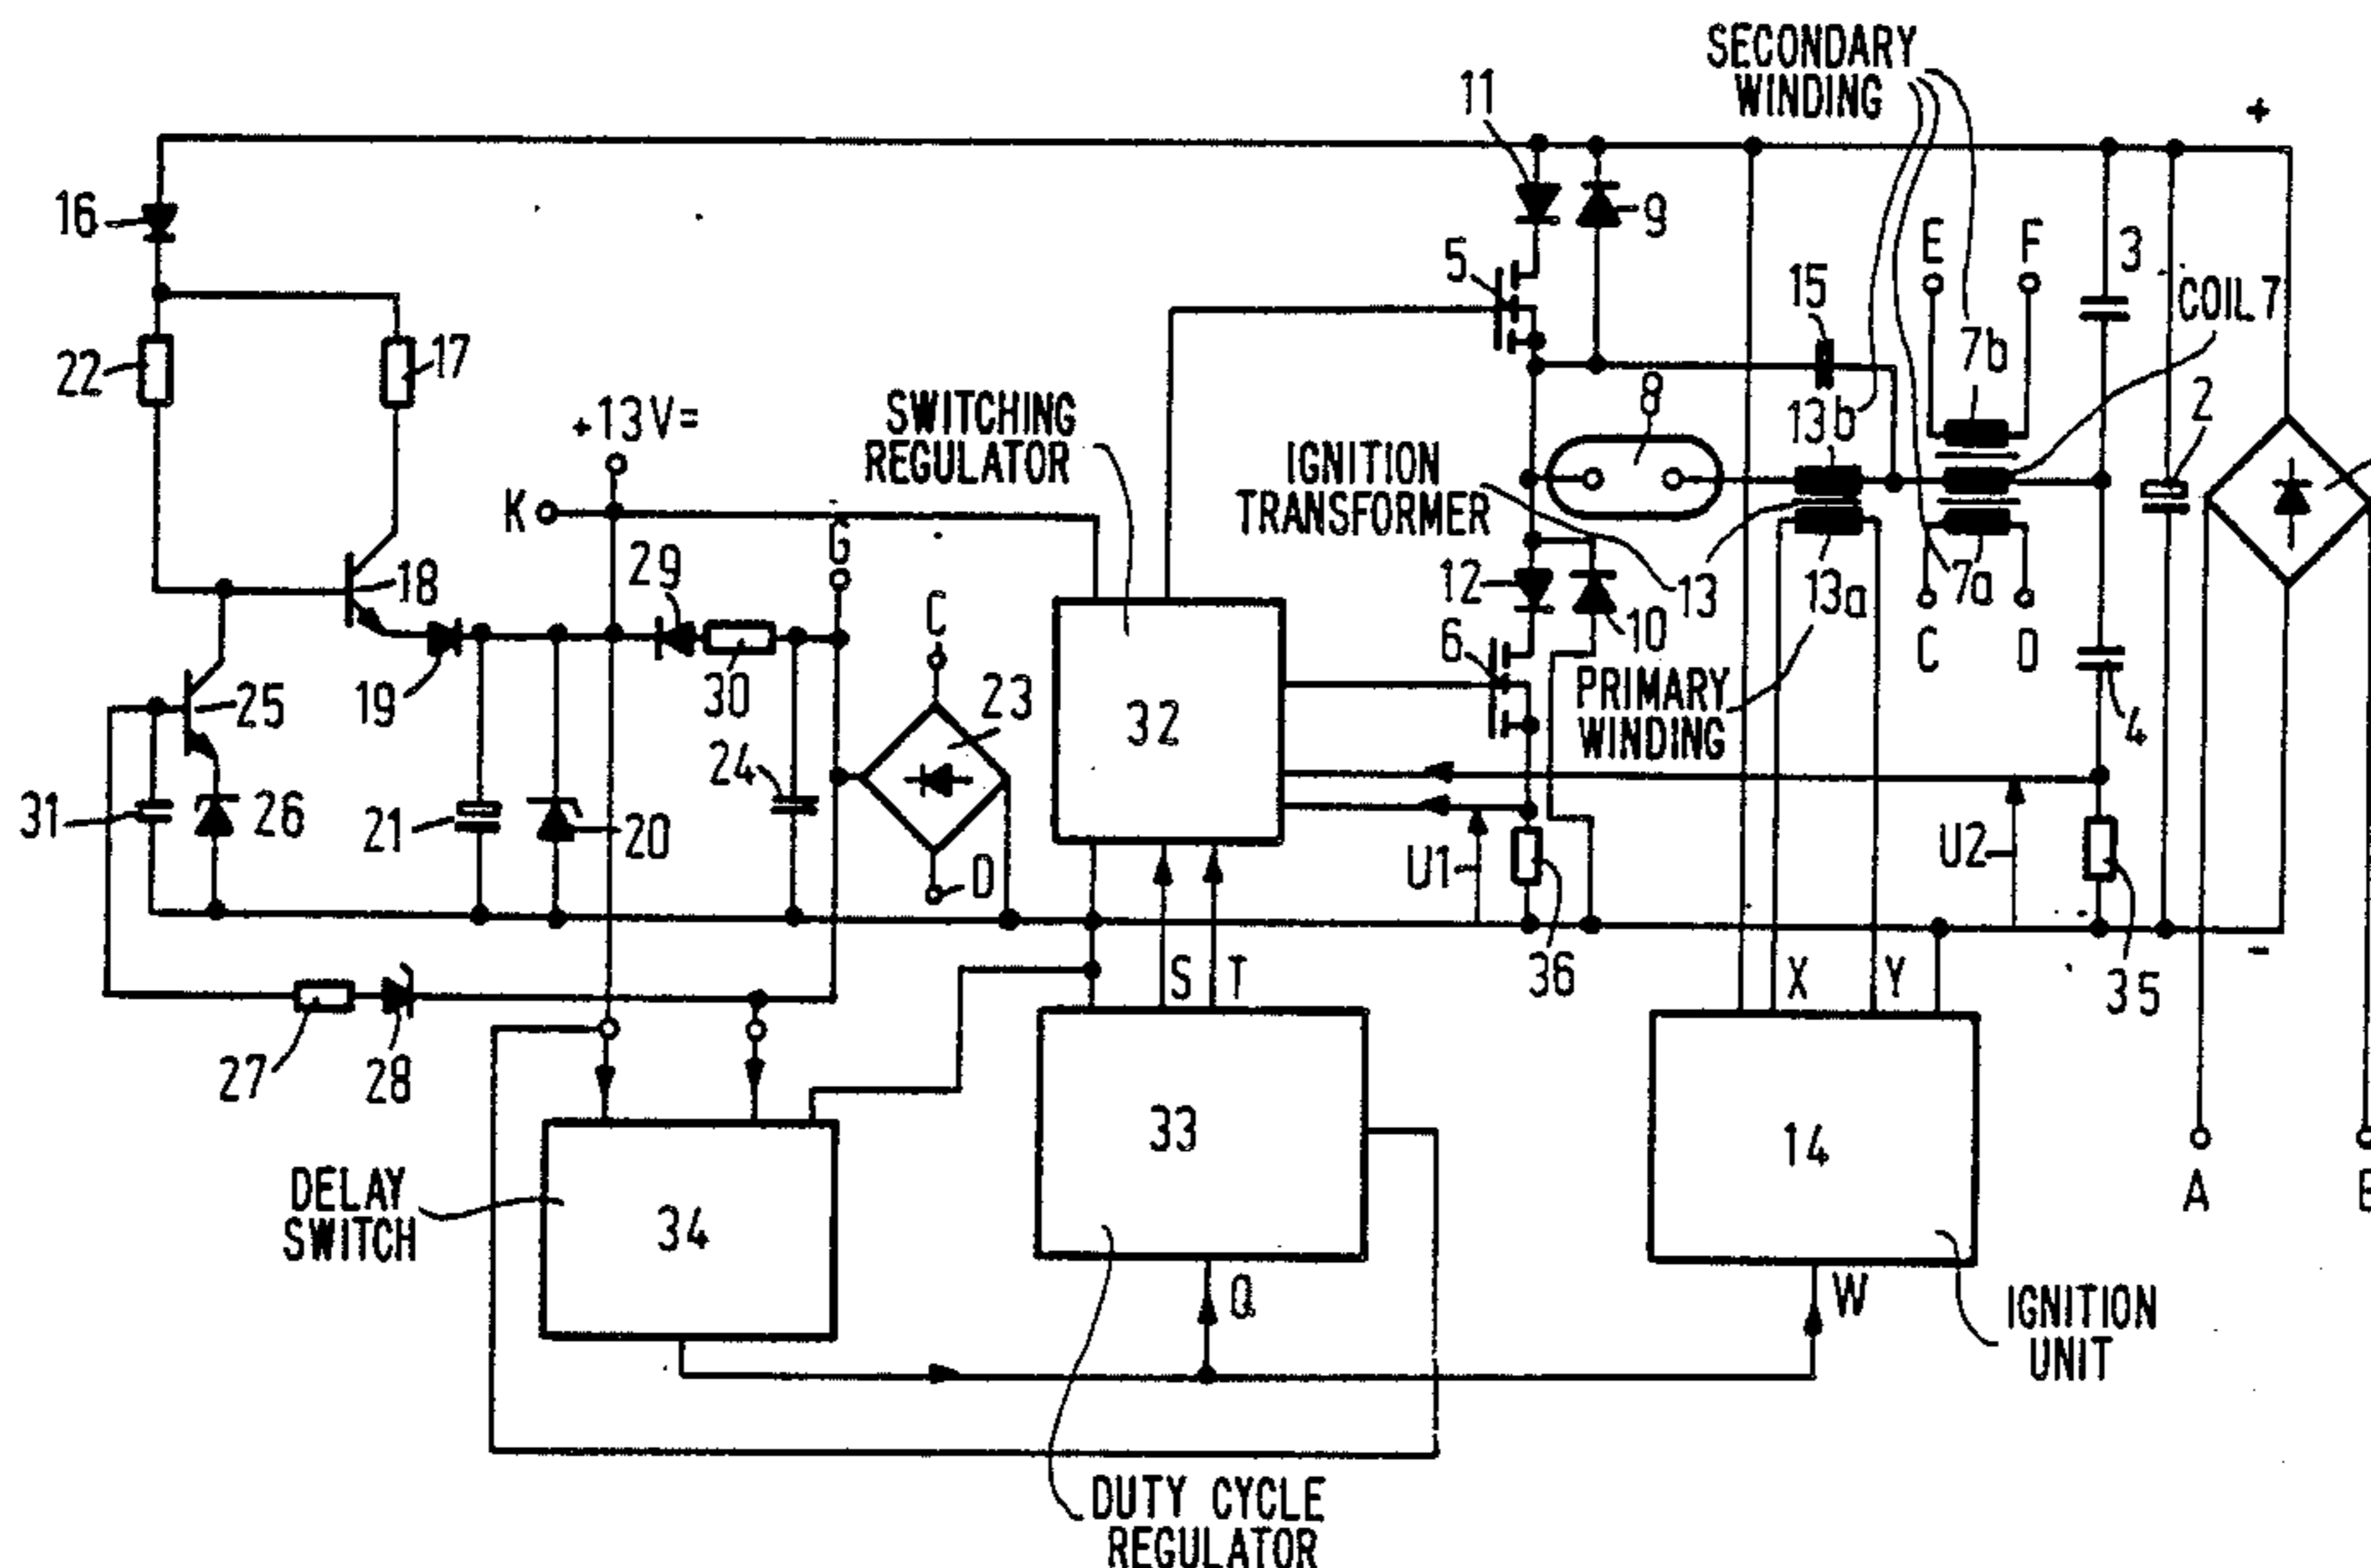 SECONDARY
WINDING
+
11
16
9
5
E
F
3
COIL 7
15
7b
22
17
8
2
+13V=
SWITCHING
REGULATOR
13b
IGNITION
TRANSFORMER
K
G
29
C
18
12
13
13a
7a
10
6
C
D
25
19
30
23
32
PRIMARY
WINDING
24
4
31
26
21
20
D
U1
U2
S
T
36
X
Y
-
35
27
28
33
14
A
DELAY
SWITCH
34
Q
W
IGNITION
UNIT
DUTY CYCLE
REGULATOR